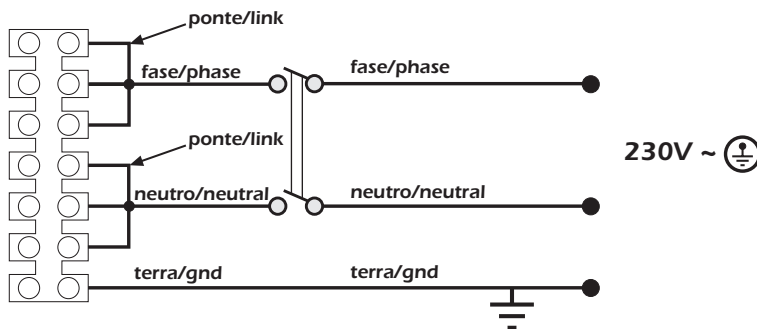 ponte/link
fase/phase
fase/phase
ponte/link
230V ~
neutro/neutral
neutro/neutral
terra/gnd
terra/gnd